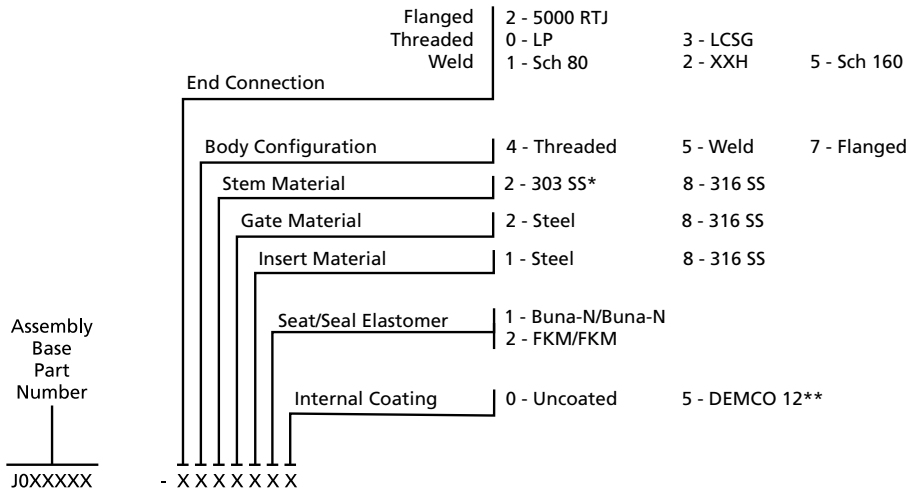 Flanged 2 - 5000 RTJ
Threaded 0 - LP 3 - LCSG
Weld 1 - Sch 80 2 - XXH 5 - Sch 160
End Connection
Body Configuration 4 - Threaded 5 - Weld 7 - Flanged
Stem Material 2 - 303 SS* 8 - 316 SS
Gate Material 2 - Steel 8 - 316 SS
Insert Material 1 - Steel 8 - 316 SS
Seat/Seal Elastomer 1 - Buna-N/Buna-N
2 - FKM/FKM
Internal Coating 0 - Uncoated 5 - DEMCO 12**
Assembly
Base
Part
Number
J0XXXXX - X X X X X X X